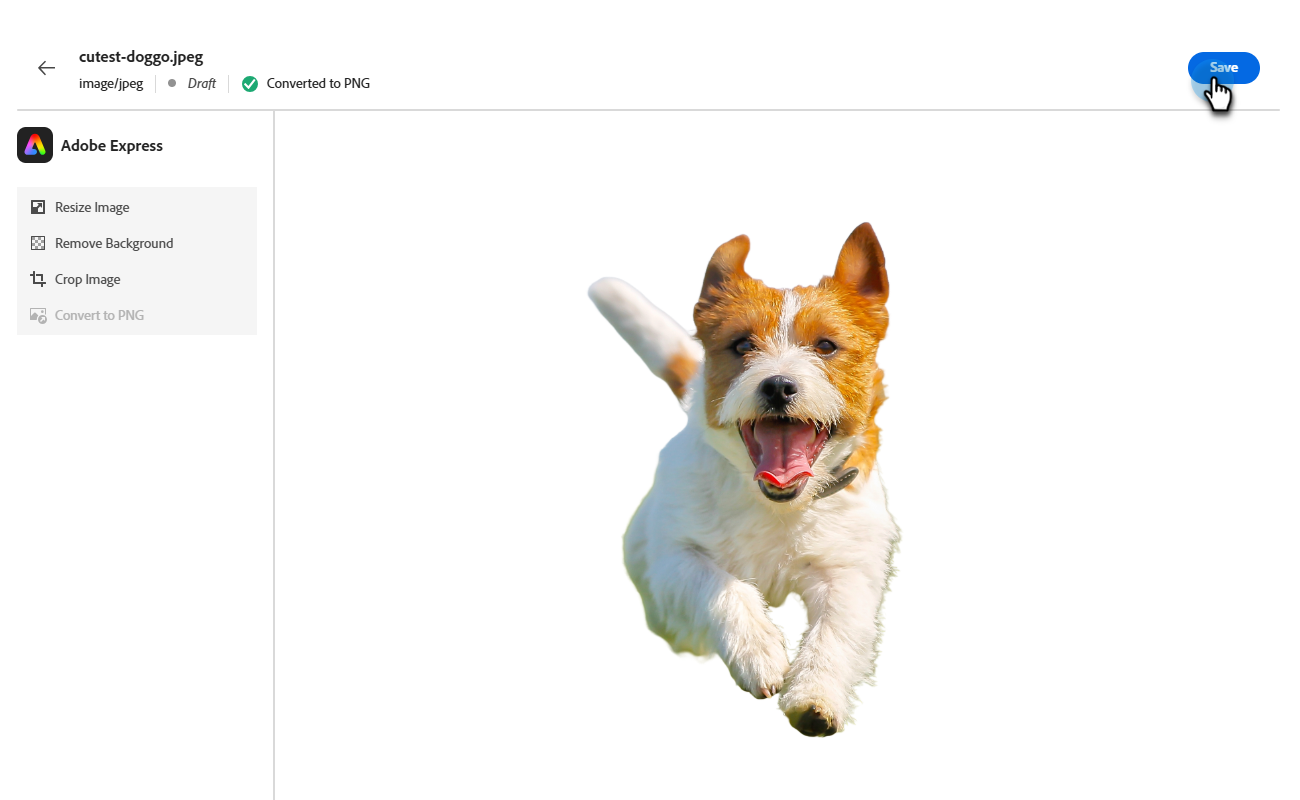 cutest-doggo.jpeg
image/jpeg Draft Converted to PNG
Save
Adobe Express
Resize Image
Remove Background
Crop Image
Convert to PNG